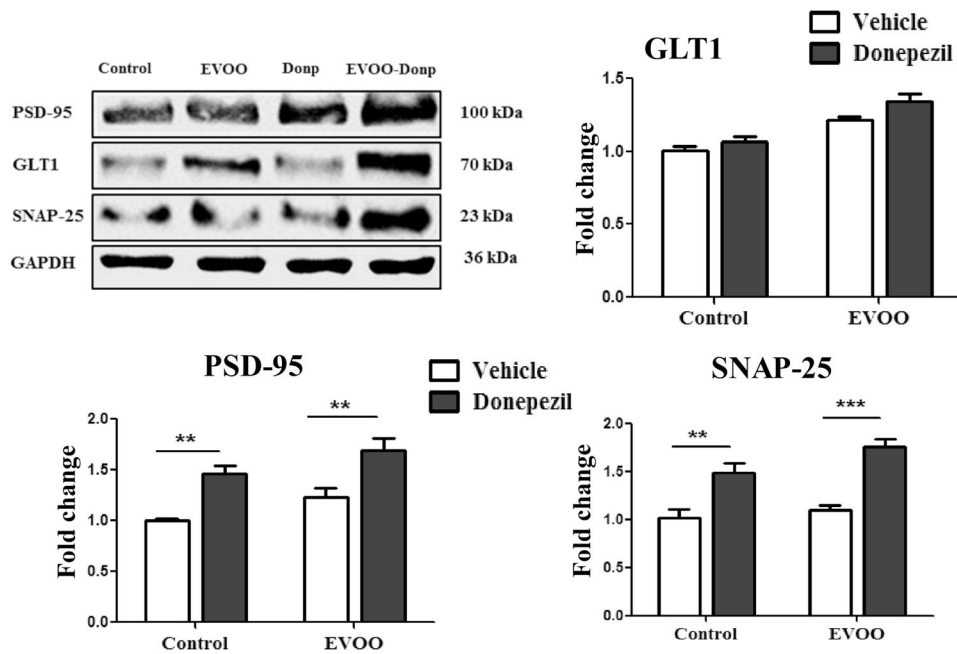 Control EVOO Donp EVOO-Donp
PSD-95 100 kDa
GLT1 70 kDa
SNAP-25 23 kDa
GAPDH 36 kDa
GLT1
Vehicle
Donepezil
Fold change
1.5
1.0
0.5
0.0
Control EVOO
PSD-95
Vehicle
Donepezil
Fold change
2.0
1.5
1.0
0.5
0.0
** **
Control EVOO
SNAP-25
Fold change
2.0
1.5
1.0
0.5
0.0
** ***
Control EVOO